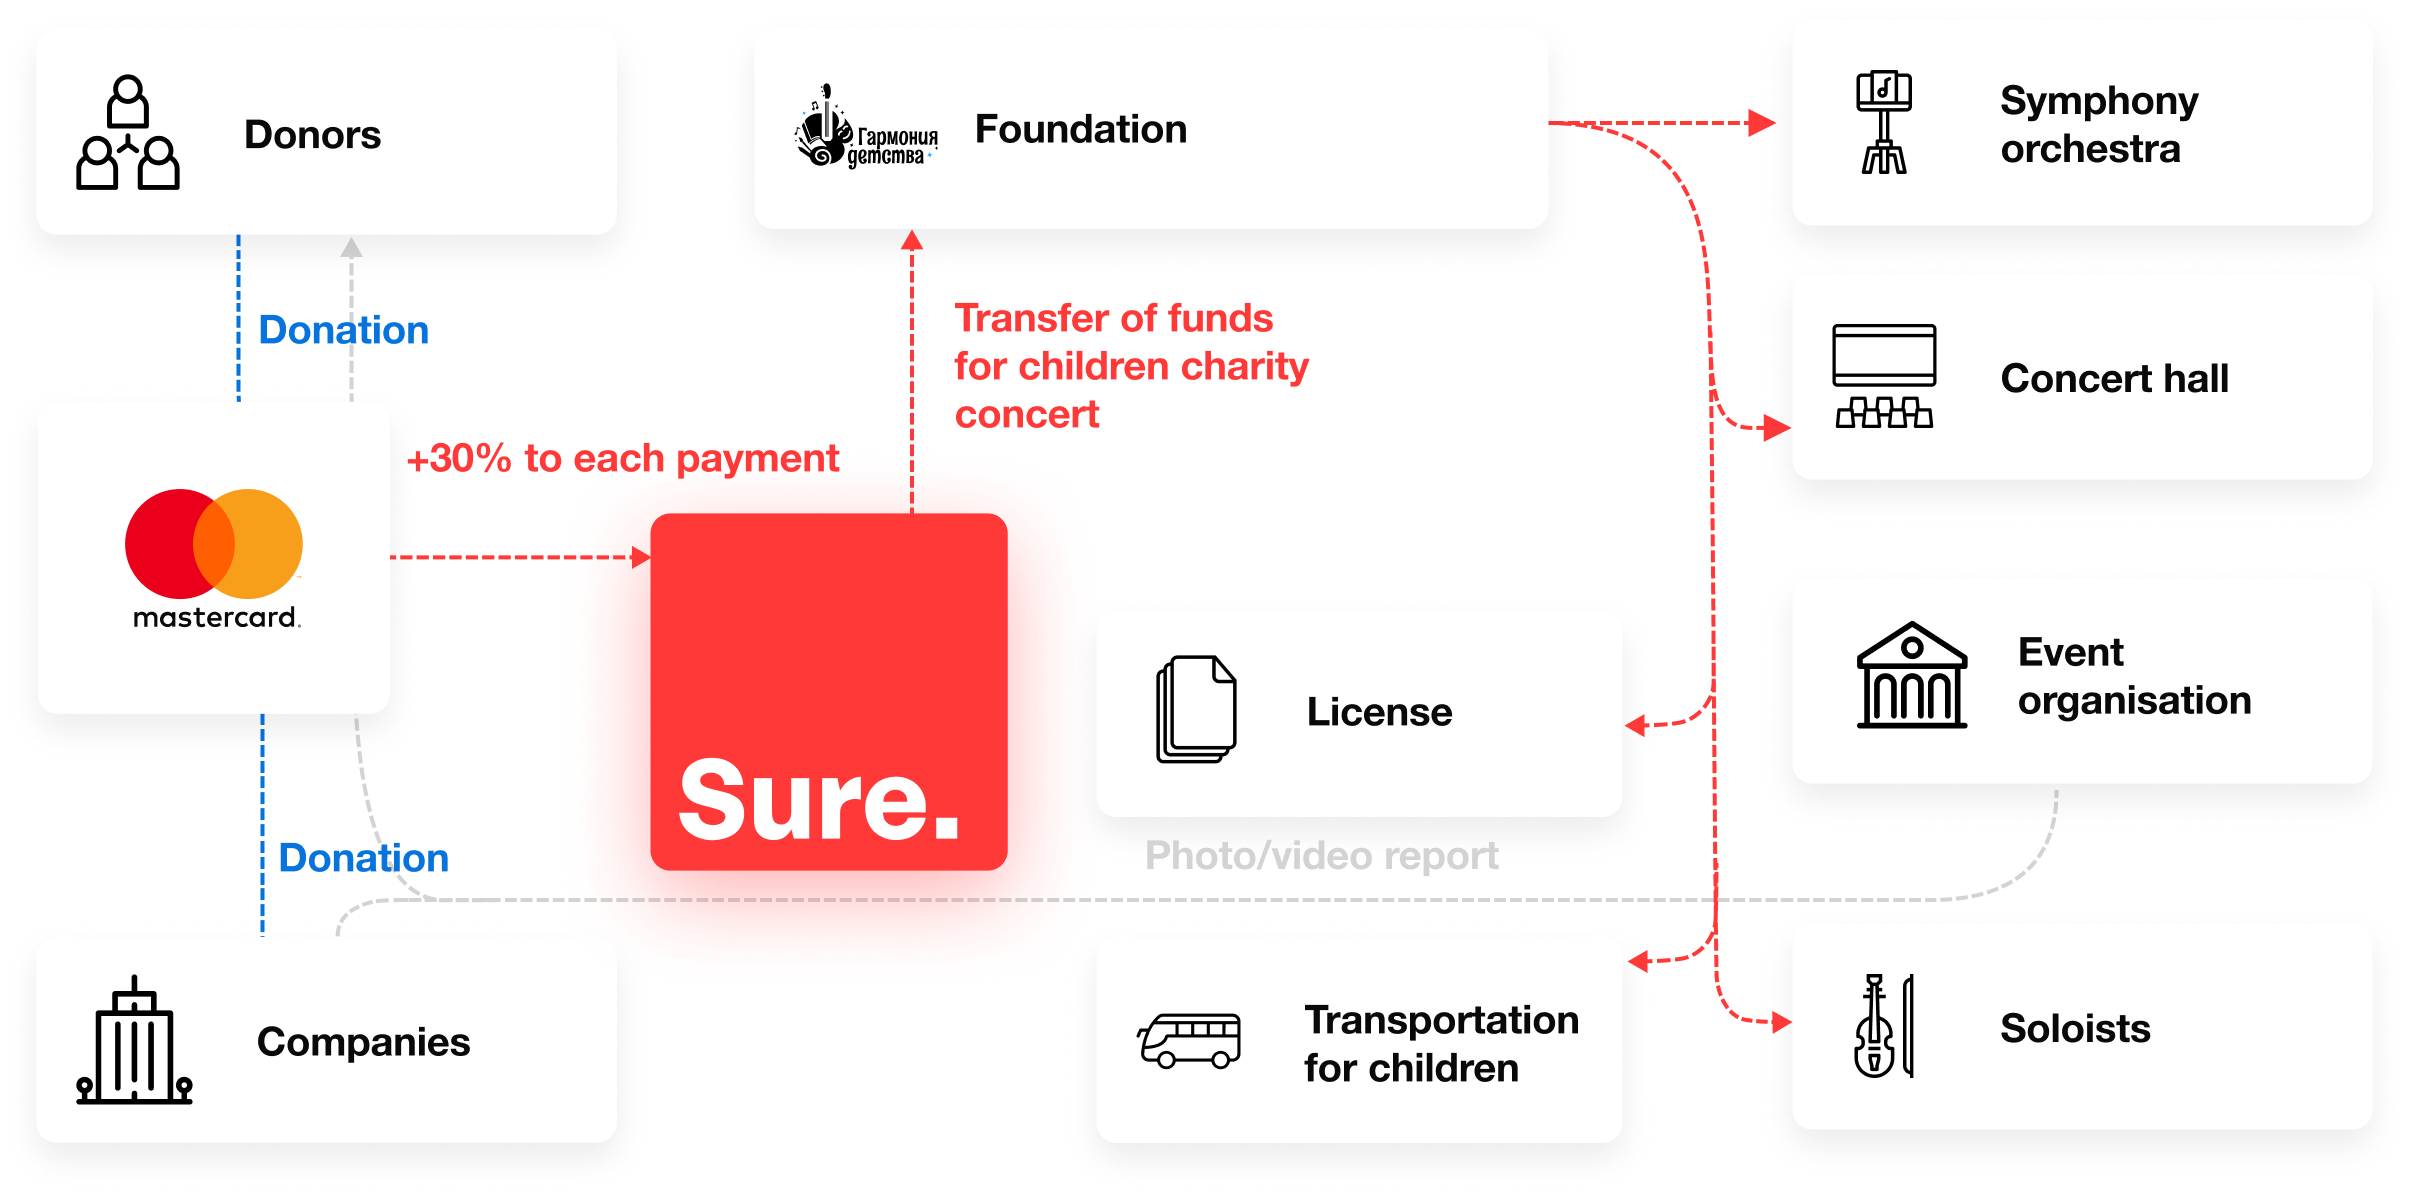 Donors
Гармония
детства
Foundation
Symphony
orchestra
Donation
Transfer of funds
for children charity
concert
Concert hall
+30% to each payment
mastercard.
Sure.
License
Event
organisation
Donation
Photo/video report
Companies
Transportation
for children
Soloists